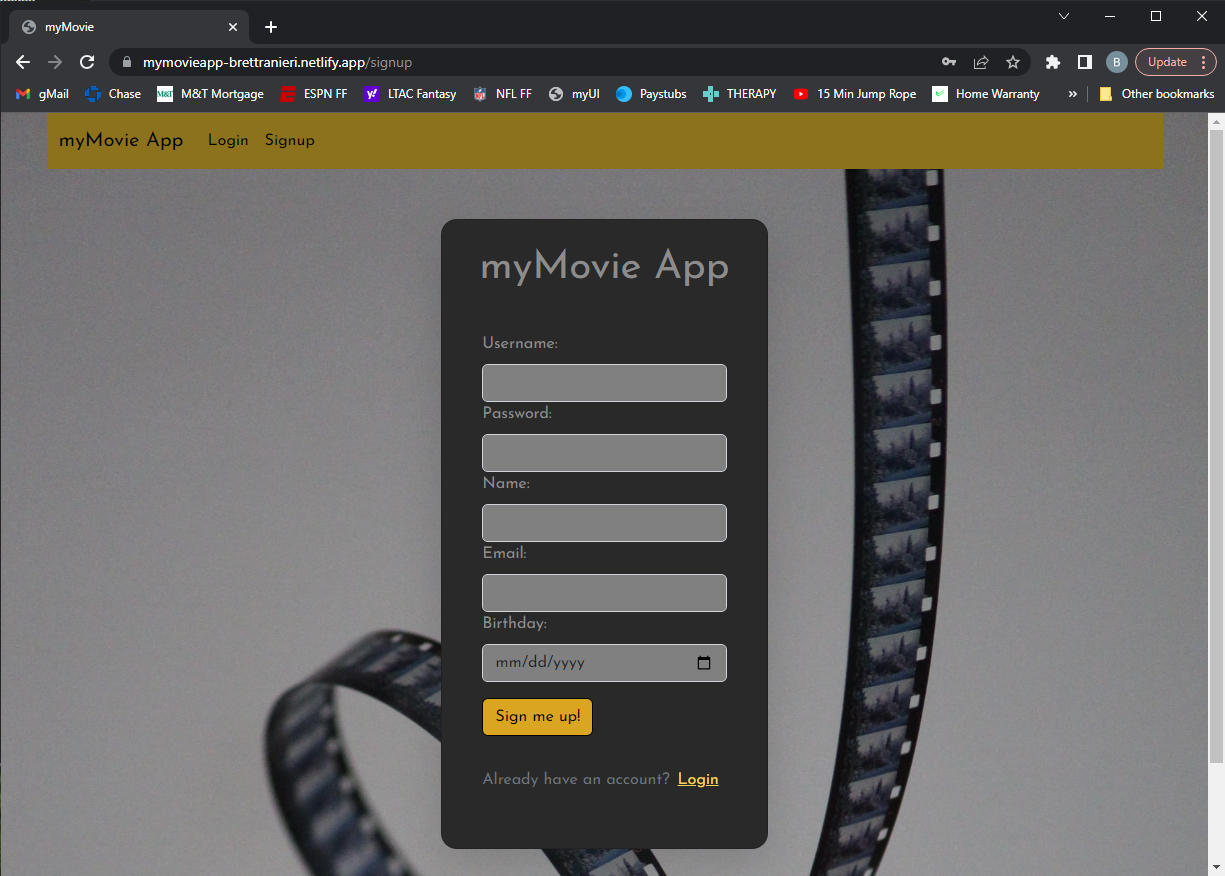 myMovie
mymovieapp-brettranieri.netlify.app/signup
B
Update
gMail
Chase
M&T
M&T Mortgage
ESPN FF
y!
LTAC Fantasy
NFL FF
myUI
Paystubs
THERAPY
15 Min Jump Rope
Home Warranty
»
Other bookmarks
myMovie App Login Signup
myMovie App
Username:
Password:
Name:
Email:
Birthday:
mm/dd/yyyy
Sign me up!
Already have an account? Login